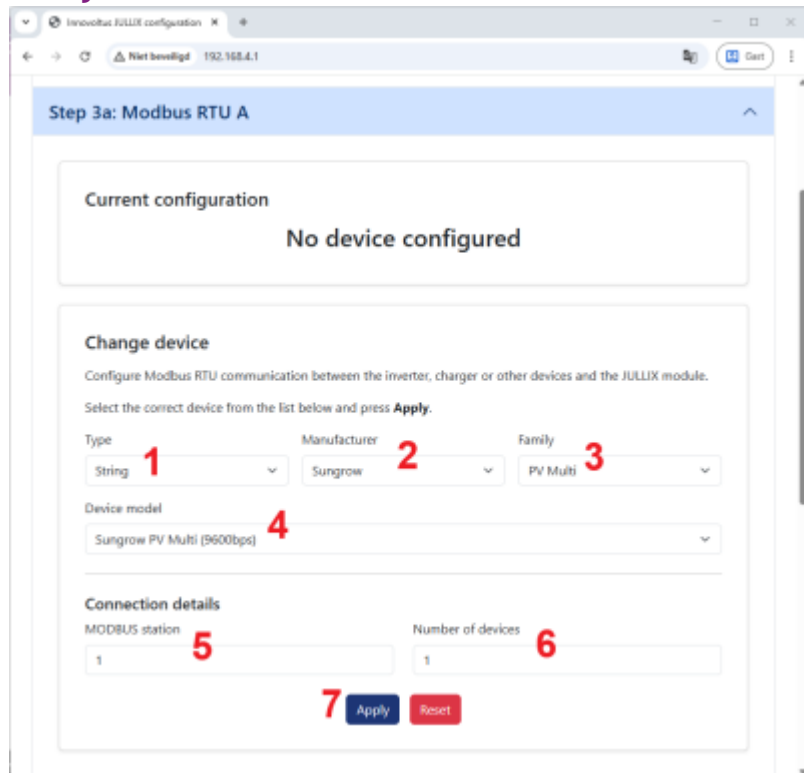 Innovoltus JULLIX configuration
Niet beveiligd 192.168.4.1 Gast
Step 3a: Modbus RTU A
Current configuration
No device configured
Change device
Configure Modbus RTU communication between the inverter, charger or other devices and the JULLIX module.
Select the correct device from the list below and press Apply.
Type Manufacturer Family
1 2 3
String Sungrow PV Multi
Device model
4
Sungrow PV Multi (9600bps)
Connection details
MODBUS station Number of devices
5 6
1 1
7 Apply Reset